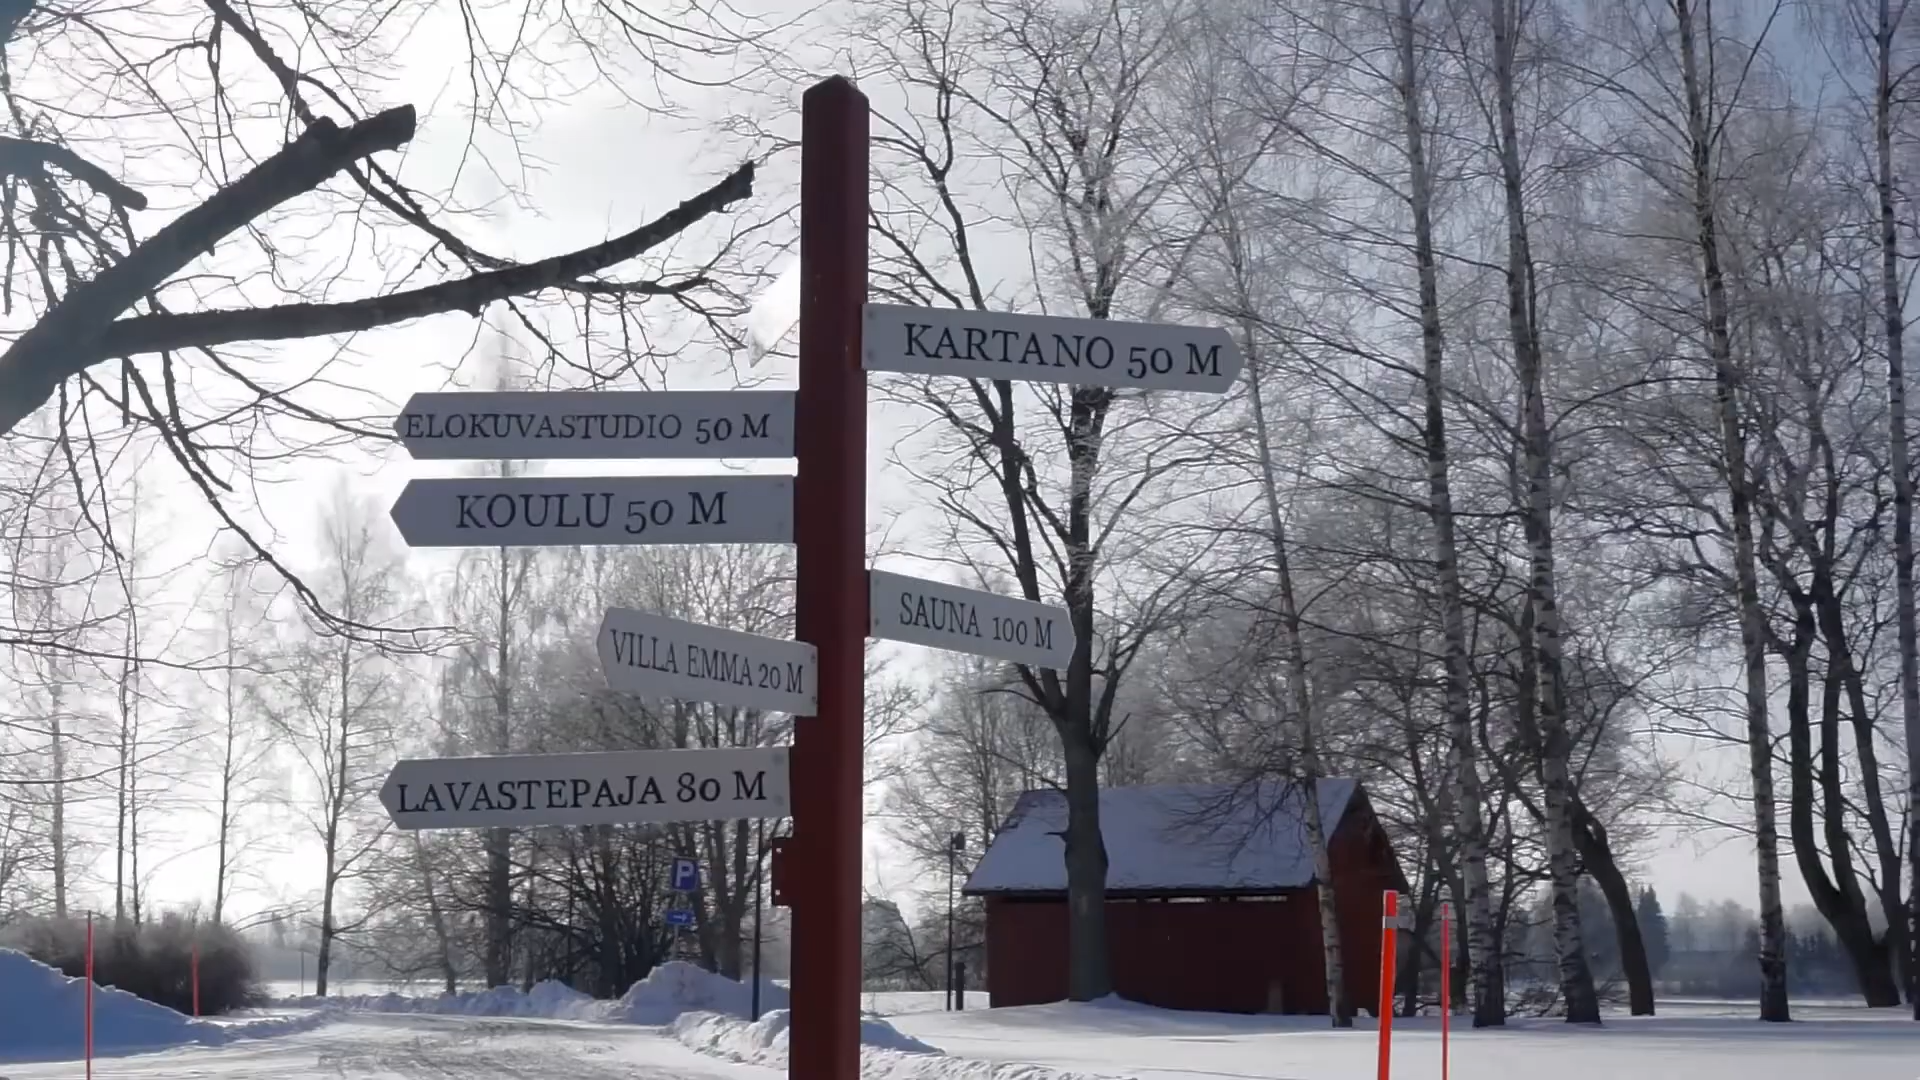 KARTANO 50 M
ELOKUVASTUDIO 50 M
KOULU 50 M
SAUNA 100 M
VILLA EMMA 20 M
LAVASTEPAJA 80 M
P